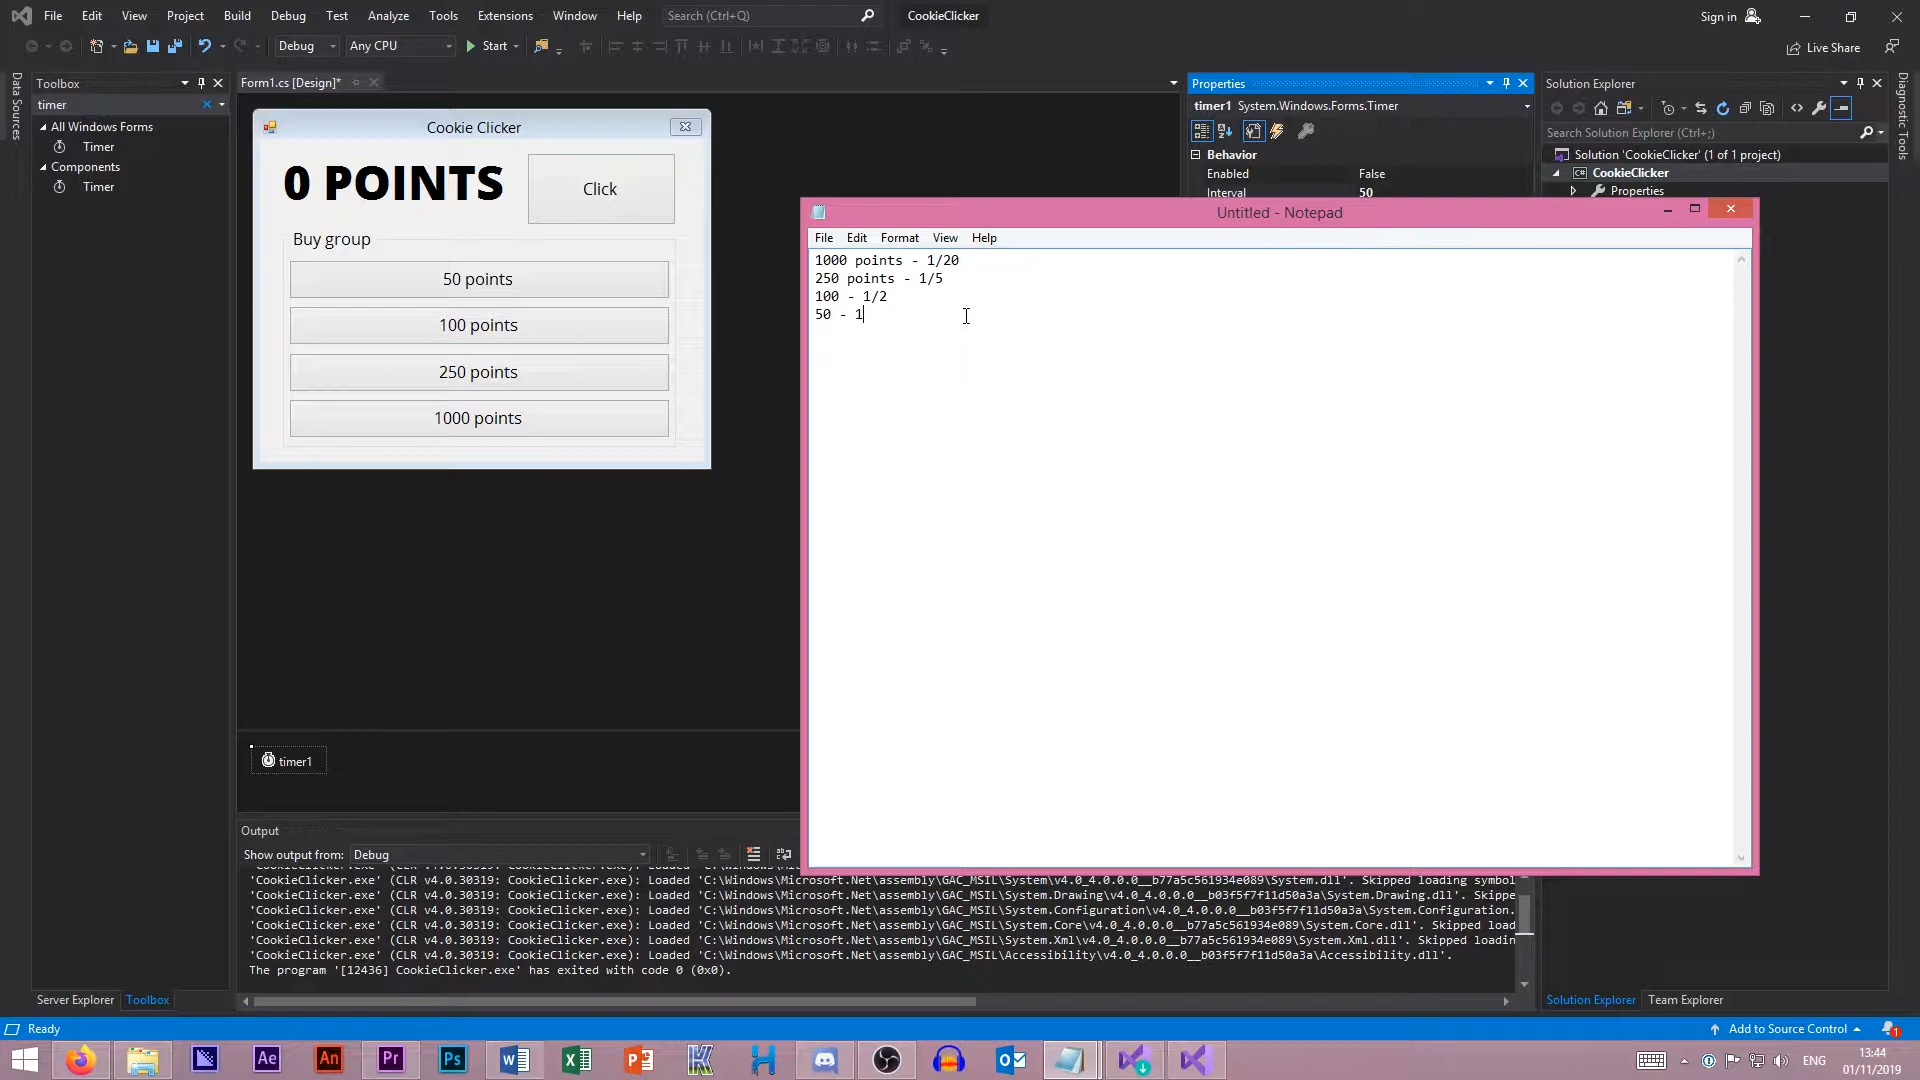 File Edit View Project Build Debug Test Analyze Tools Extensions Window Help Search (Ctrl+Q) CookieClicker Sign in
Debug Any CPU Start Live Share
Data Sources
Toolbox
timer
All Windows Forms
Timer
Components
Timer
Form1.cs [Design]*
Cookie Clicker
0 POINTS
Click
Buy group
50 points
100 points
250 points
1000 points
timer1
Properties
timer1 System.Windows.Forms.Timer
Behavior
Enabled False
Interval 50
Solution Explorer
Search Solution Explorer (Ctrl+;)
Solution 'CookieClicker' (1 of 1 project)
CookieClicker
Properties
Diagnostic Tools
Untitled - Notepad
File Edit Format View Help
1000 points - 1/20
250 points - 1/5
100 - 1/2
50 - 1
Output
Show output from: Debug
'CookieClicker.exe' (CLR v4.0.30319: CookieClicker.exe): Loaded 'C:\Windows\Microsoft.Net\assembly\GAC_MSIL\System\v4.0_4.0.0.0__b77a5c561934e089\System.dll'. Skipped loading symbol
'CookieClicker.exe' (CLR v4.0.30319: CookieClicker.exe): Loaded 'C:\Windows\Microsoft.Net\assembly\GAC_MSIL\System.Drawing\v4.0_4.0.0.0__b03f5f7f11d50a3a\System.Drawing.dll'. Skippe
'CookieClicker.exe' (CLR v4.0.30319: CookieClicker.exe): Loaded 'C:\Windows\Microsoft.Net\assembly\GAC_MSIL\System.Configuration\v4.0_4.0.0.0__b03f5f7f11d50a3a\System.Configuration.
'CookieClicker.exe' (CLR v4.0.30319: CookieClicker.exe): Loaded 'C:\Windows\Microsoft.Net\assembly\GAC_MSIL\System.Core\v4.0_4.0.0.0__b77a5c561934e089\System.Core.dll'. Skipped load
'CookieClicker.exe' (CLR v4.0.30319: CookieClicker.exe): Loaded 'C:\Windows\Microsoft.Net\assembly\GAC_MSIL\System.Xml\v4.0_4.0.0.0__b77a5c561934e089\System.Xml.dll'. Skipped loadin
'CookieClicker.exe' (CLR v4.0.30319: CookieClicker.exe): Loaded 'C:\Windows\Microsoft.Net\assembly\GAC_MSIL\Accessibility\v4.0_4.0.0.0__b03f5f7f11d50a3a\Accessibility.dll'.
The program '[12436] CookieClicker.exe' has exited with code 0 (0x0).
Server Explorer Toolbox
Solution Explorer Team Explorer
Ready
Add to Source Control 1
Ae An Pr Ps
ENG
13:44
01/11/2019